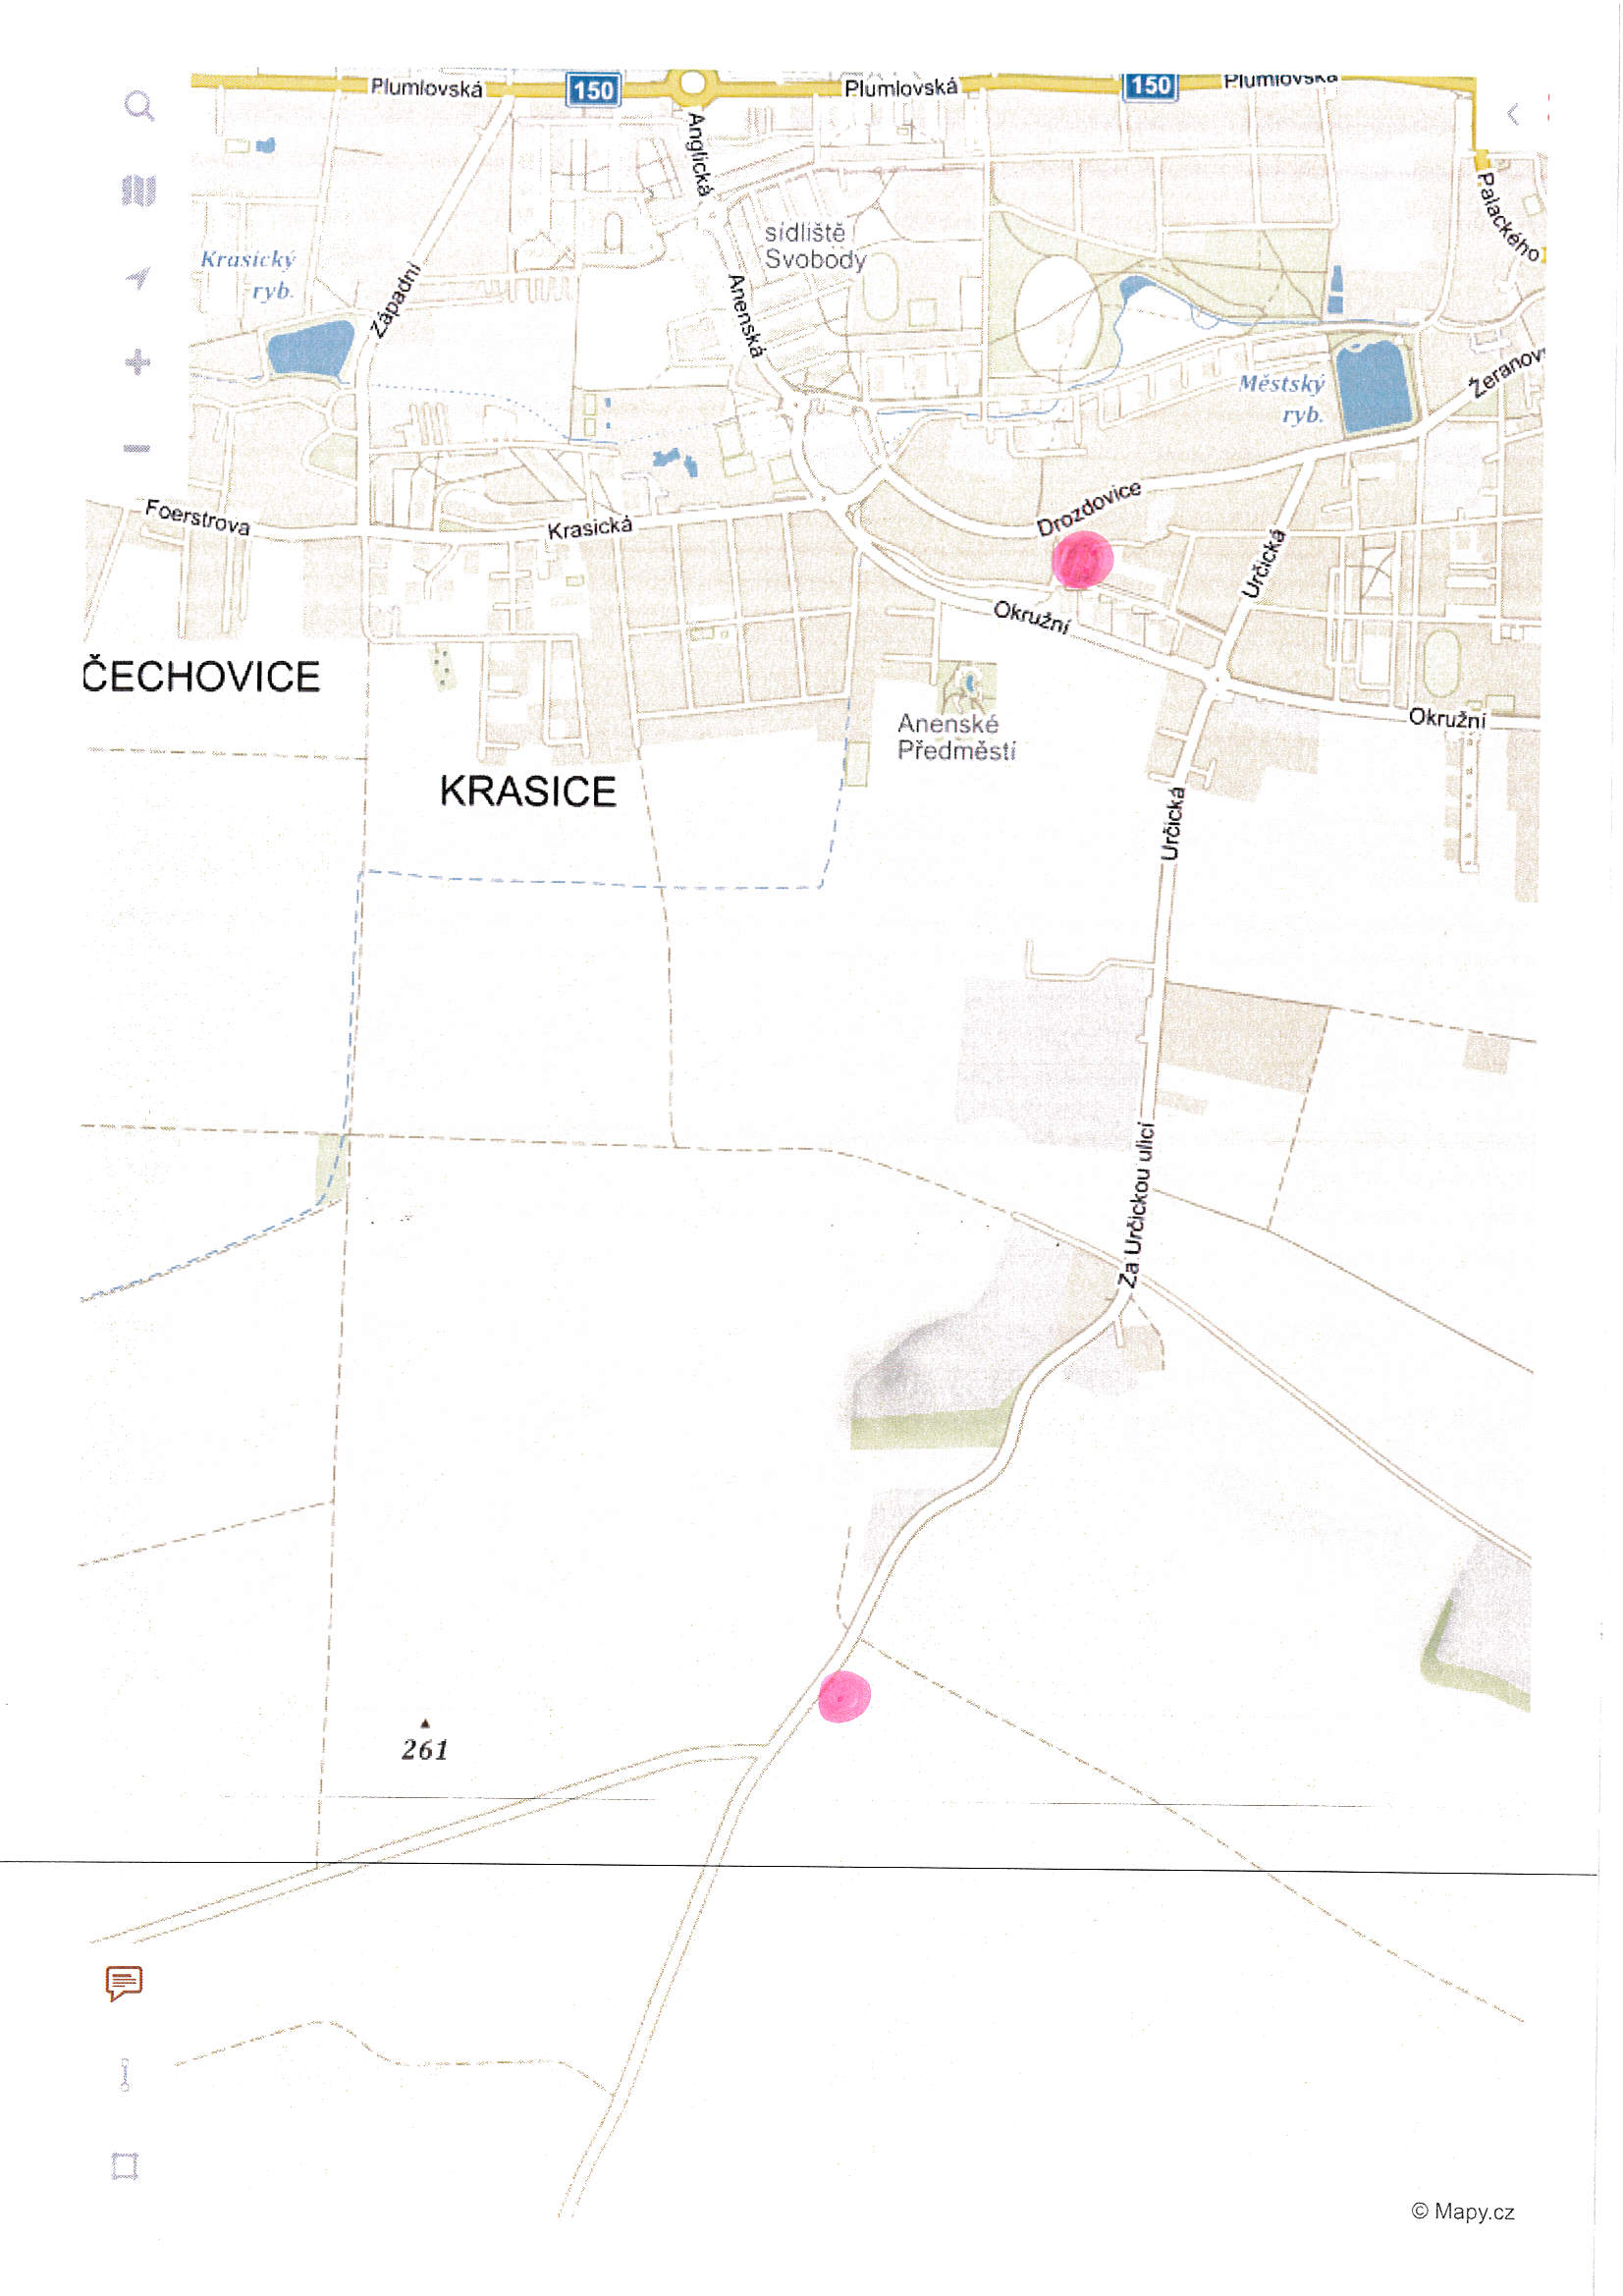 Plumlovská
150
Plumlovská
150
Plumlovská
Anglická
Palackého
sídliště
Svobody
Krasický
ryb.
Západní
Anenská
Městský
ryb.
Foerstrova
Krasická
Drozdovice
Určická
Okružní
ČECHOVICE
Anenské
Předměstí
Okružní
KRASICE
Určická
Za Určickou ulicí
261
© Mapy.cz